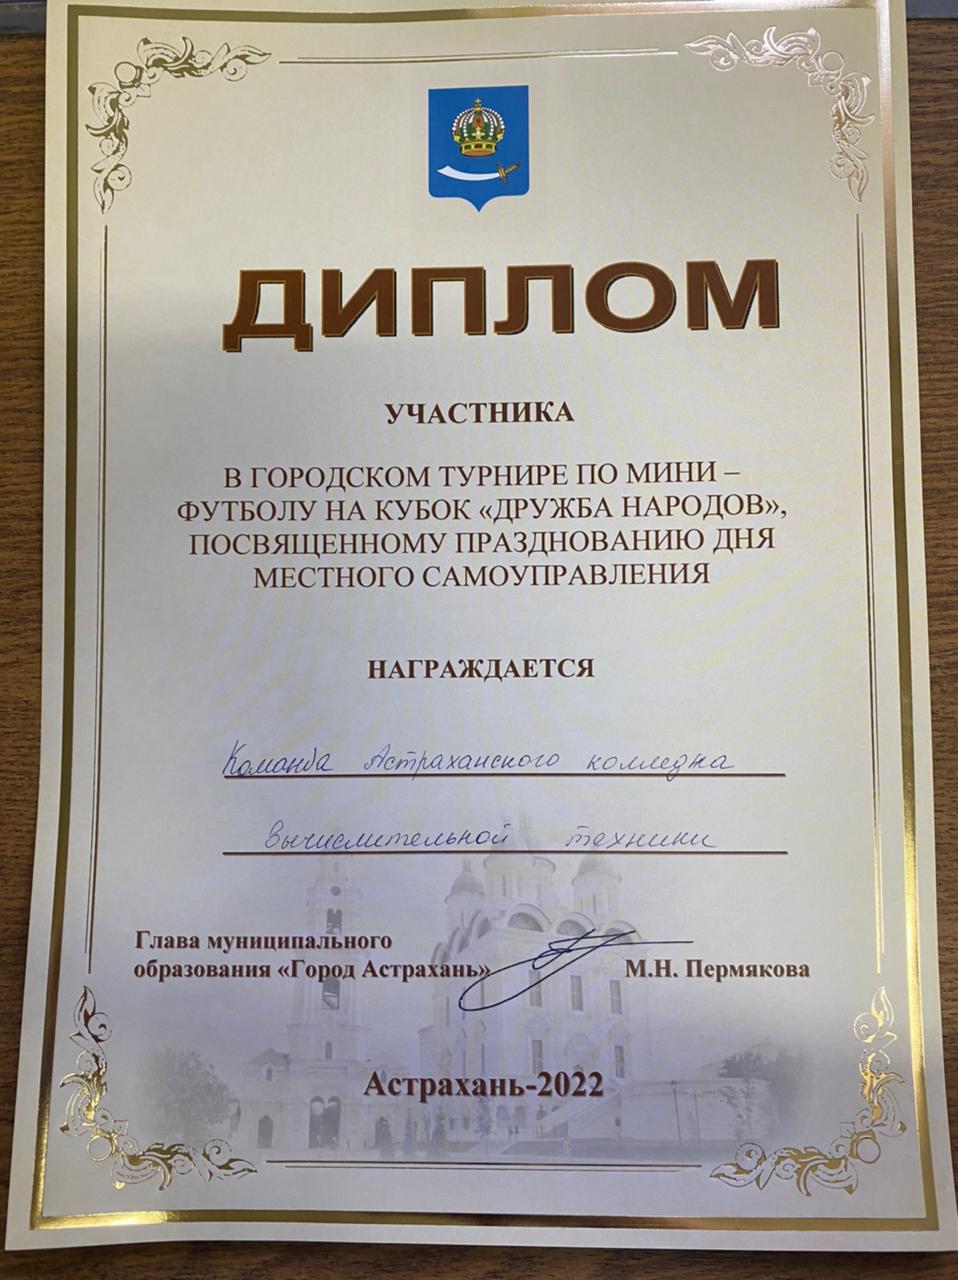 ДИПЛОМ
УЧАСТНИКА
В ГОРОДСКОМ ТУРНИРЕ ПО МИНИ –
ФУТБОЛУ НА КУБОК «ДРУЖБА НАРОДОВ»,
ПОСВЯЩЕННОМУ ПРАЗДНОВАНИЮ ДНЯ
МЕСТНОГО САМОУПРАВЛЕНИЯ
НАГРАЖДАЕТСЯ
Команда Астраханского колледжа
вычислительной техники
Глава муниципального
образования «Город Астрахань» М.Н. Пермякова
Астрахань-2022